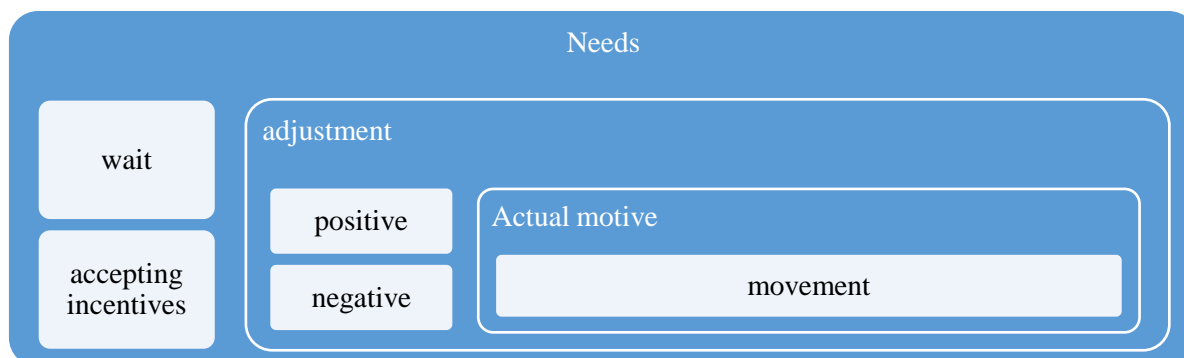 Needs
wait
accepting
incentives
adjustment
positive
negative
Actual motive
movement